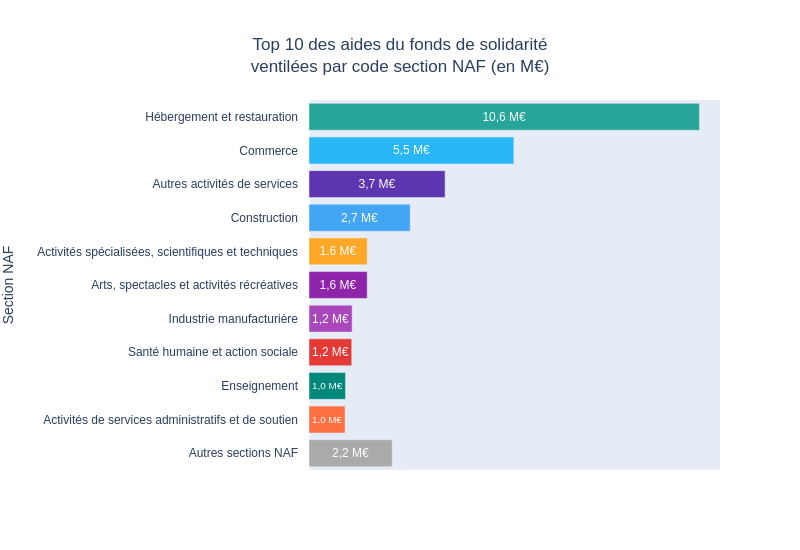 Top 10 des aides du fonds de solidarité
ventilées par code section NAF (en M€)
Section NAF
Hébergement et restauration 10,6 M€
Commerce 5,5 M€
Autres activités de services 3,7 M€
Construction 2,7 M€
Activités spécialisées, scientifiques et techniques 1,6 M€
Arts, spectacles et activités récréatives 1,6 M€
Industrie manufacturière 1,2 M€
Santé humaine et action sociale 1,2 M€
Enseignement 1,0 M€
Activités de services administratifs et de soutien 1,0 M€
Autres sections NAF 2,2 M€